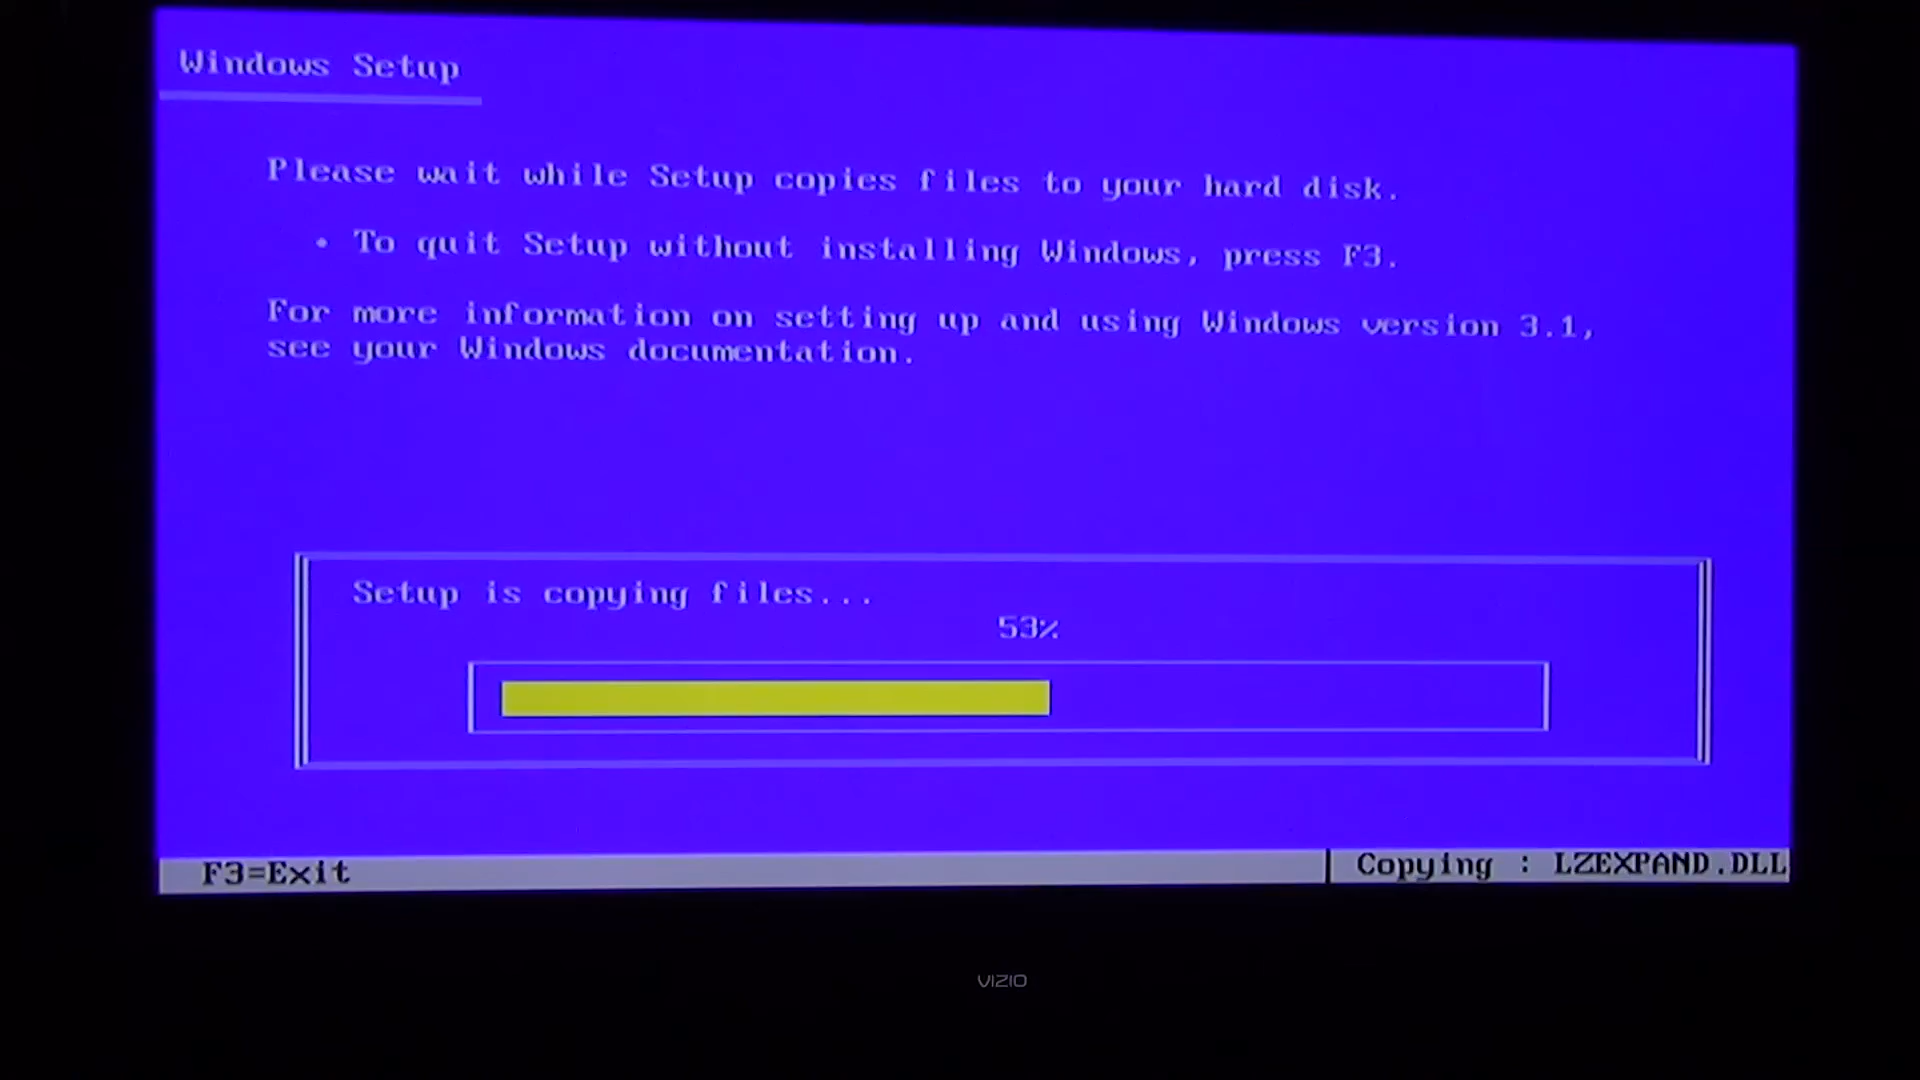 Windows Setup
Please wait while Setup copies files to your hard disk.
• To quit Setup without installing Windows, press F3.
For more information on setting up and using Windows version 3.1,
see your Windows documentation.
Setup is copying files...
53%
F3=Exit
Copying : LZEXPAND.DLL
VIZIO